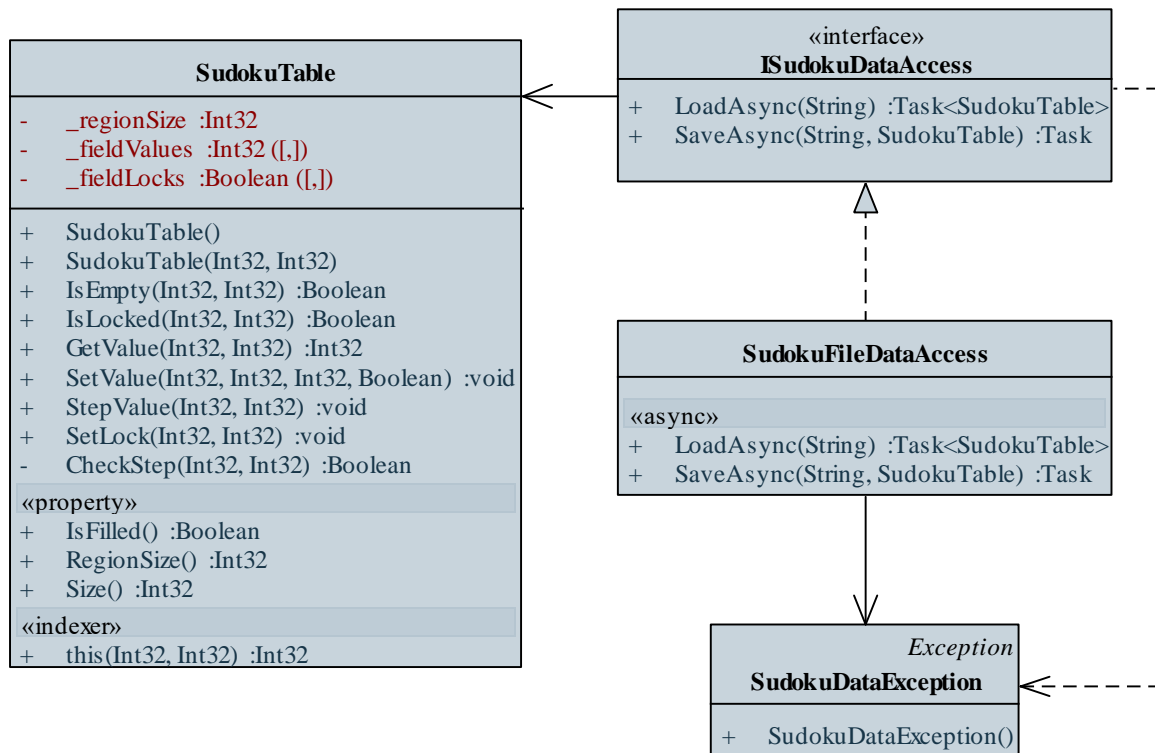 SudokuTable
- _regionSize :Int32
- _fieldValues :Int32 ([,])
- _fieldLocks :Boolean ([,])
+ SudokuTable()
+ SudokuTable(Int32, Int32)
+ IsEmpty(Int32, Int32) :Boolean
+ IsLocked(Int32, Int32) :Boolean
+ GetValue(Int32, Int32) :Int32
+ SetValue(Int32, Int32, Int32, Boolean) :void
+ StepValue(Int32, Int32) :void
+ SetLock(Int32, Int32) :void
- CheckStep(Int32, Int32) :Boolean
«property»
+ IsFilled() :Boolean
+ RegionSize() :Int32
+ Size() :Int32
«indexer»
+ this(Int32, Int32) :Int32
«interface»
ISudokuDataAccess
+ LoadAsync(String) :Task<SudokuTable>
+ SaveAsync(String, SudokuTable) :Task
SudokuFileDataAccess
«async»
+ LoadAsync(String) :Task<SudokuTable>
+ SaveAsync(String, SudokuTable) :Task
Exception
SudokuDataException
+ SudokuDataException()